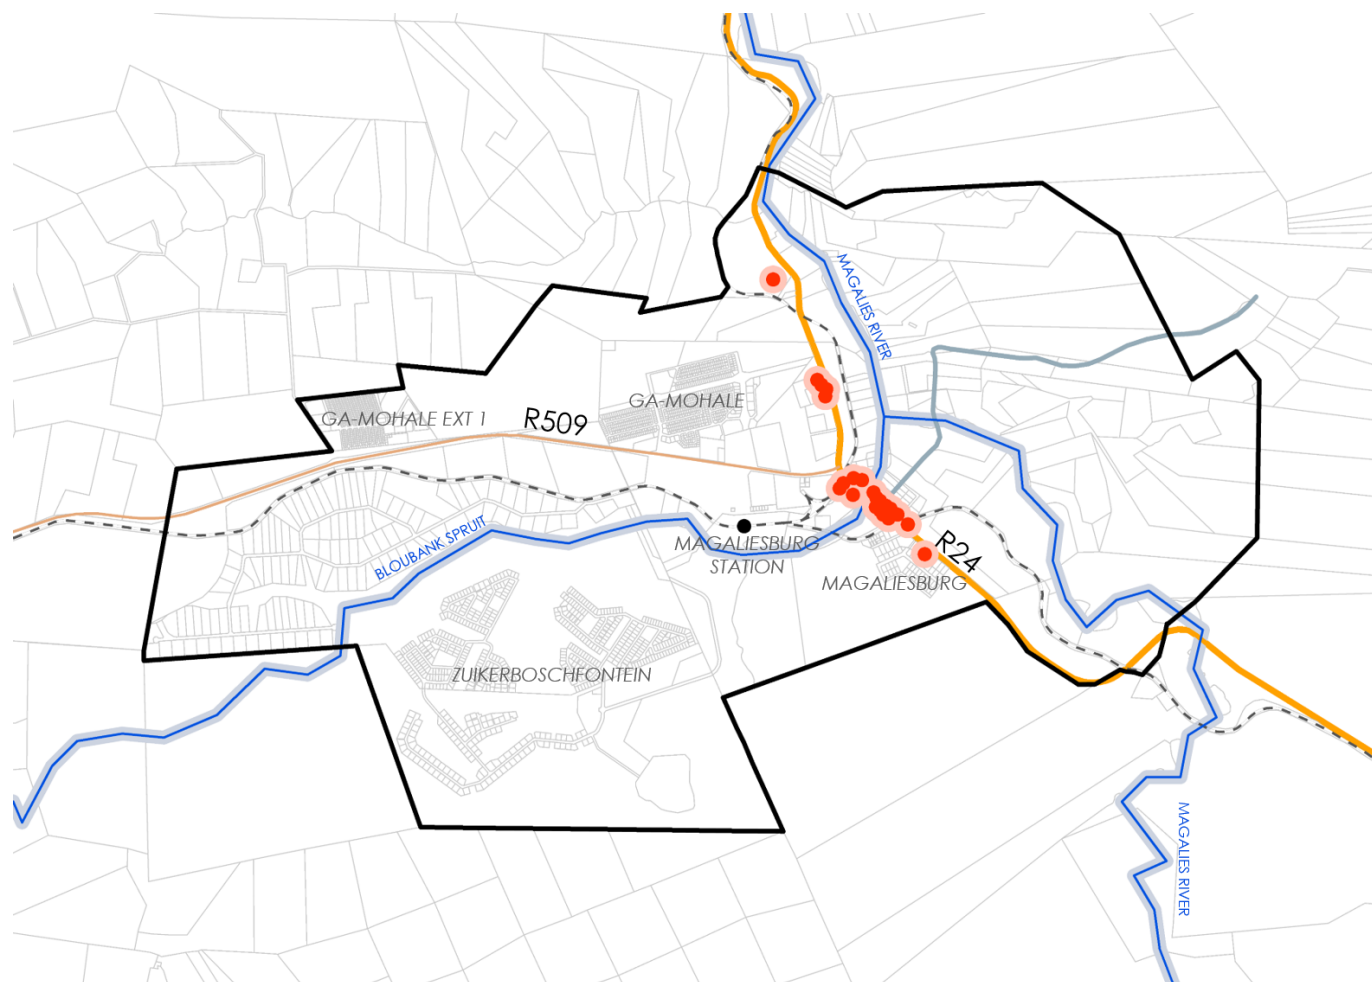 MAGALIES RIVER
GA-MOHALE
GA-MOHALE EXT 1
R509
BLOUBANK SPRUIT
MAGALIESBURG
STATION
R24
MAGALIESBURG
ZUIKERBOSCHFONTEIN
MAGALIES RIVER